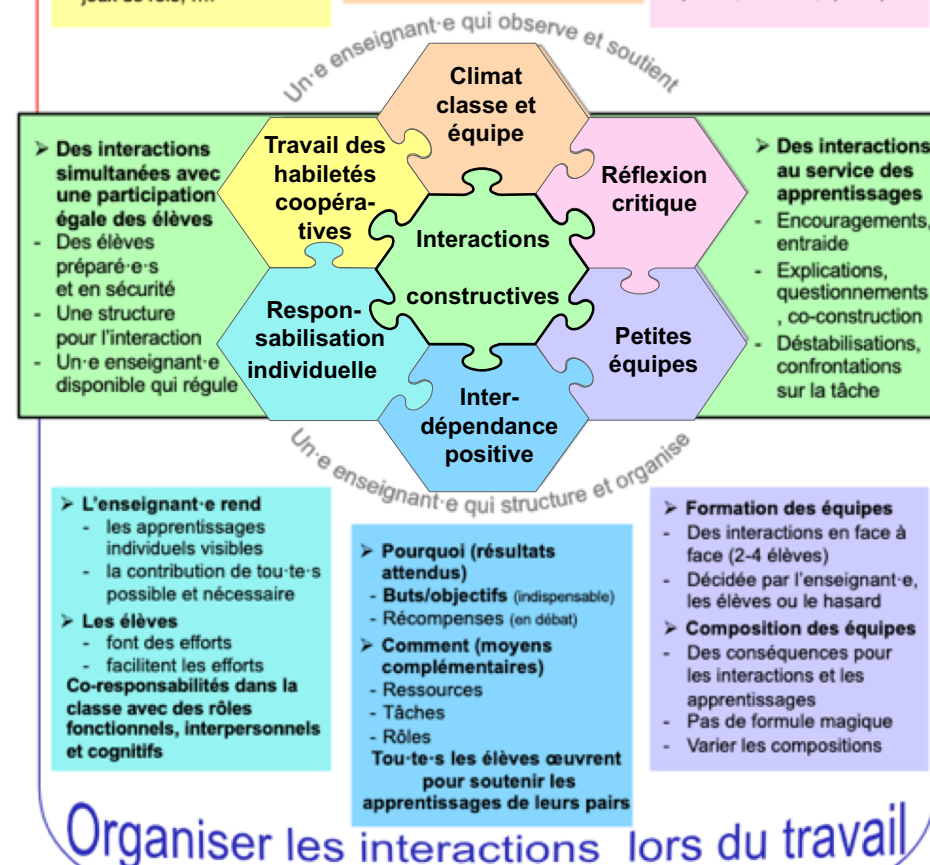 jeux de rôles, ...
Un·e enseignant·e qui observe et soutient
Climat
classe et
équipe
Travail des
habiletés
coopéra-
tives
Réflexion
critique
Interactions
constructives
Respon-
sabilisation
individuelle
Petites
équipes
Inter-
dépendance
positive
➢ Des interactions
simultanées avec
une participation
égale des élèves
- Des élèves
préparé·e·s
et en sécurité
- Une structure
pour l'interaction
- Un·e enseignant·e
disponible qui régule
➢ Des interactions
au service des
apprentissages
- Encouragements,
entraide
- Explications,
questionnements
, co-construction
- Déstabilisations,
confrontations
sur la tâche
Un·e enseignant·e qui structure et organise
➢ L'enseignant·e rend
- les apprentissages
individuels visibles
- la contribution de tou·te·s
possible et nécessaire
➢ Les élèves
- font des efforts
- facilitent les efforts
Co-responsabilités dans la
classe avec des rôles
fonctionnels, interpersonnels
et cognitifs
➢ Pourquoi (résultats
attendus)
- Buts/objectifs (indispensable)
- Récompenses (en débat)
➢ Comment (moyens
complémentaires)
- Ressources
- Tâches
- Rôles
Tou·te·s les élèves œuvrent
pour soutenir les
apprentissages de leurs pairs
➢ Formation des équipes
- Des interactions en face à
face (2-4 élèves)
- Décidée par l'enseignant·e,
les élèves ou le hasard
➢ Composition des équipes
- Des conséquences pour
les interactions et les
apprentissages
- Pas de formule magique
- Varier les compositions
Organiser les interactions lors du travail